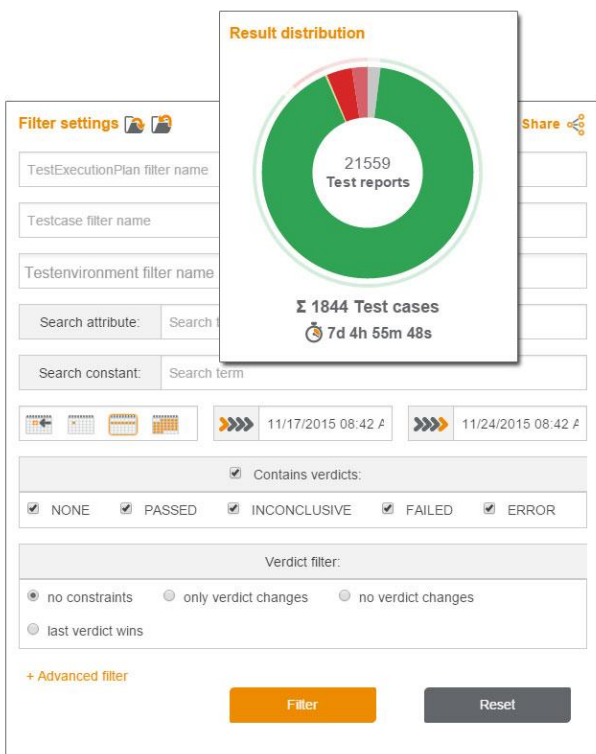 Result distribution
21559
Test reports
Σ 1844 Test cases
7d 4h 55m 48s
Filter settings
Share
TestExecutionPlan filter name
Testcase filter name
Testenvironment filter name
Search attribute:
Search t
Search constant:
Search term
11/17/2015 08:42 A
11/24/2015 08:42 A
Contains verdicts:
NONE PASSED INCONCLUSIVE FAILED ERROR
Verdict filter:
no constraints only verdict changes no verdict changes
last verdict wins
+ Advanced filter
Filter Reset